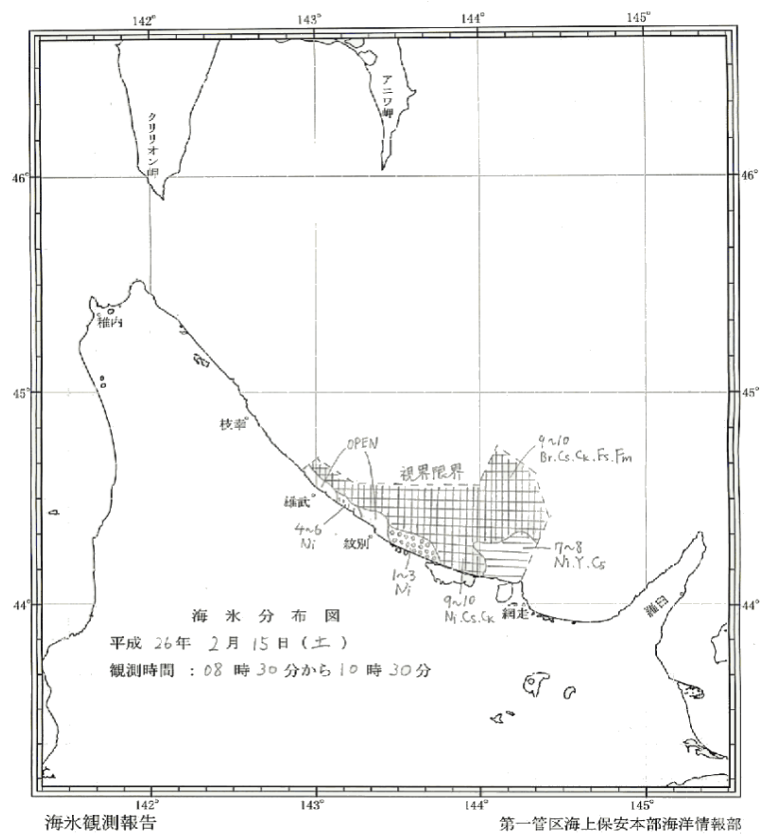 142° 143° 144° 145°
クリリオン岬
アニワ岬
46° 46°
稚内
45° 45°
枝幸
OPEN
9~10
Br.Cs.Ck.Fs.Fm
視界限界
雄武
4~6
Ni
紋別
7~8
Ni.Y.Cs
1~3
Ni
9~10
Ni.Cs.Ck
44° 44°
網走
羅臼
海氷分布図
平成 26年 2月 15日(土)
観測時間 : 08 時 30 分から 10 時 30 分
142° 143° 144° 145°
海氷観測報告
第一管区海上保安本部海洋情報部